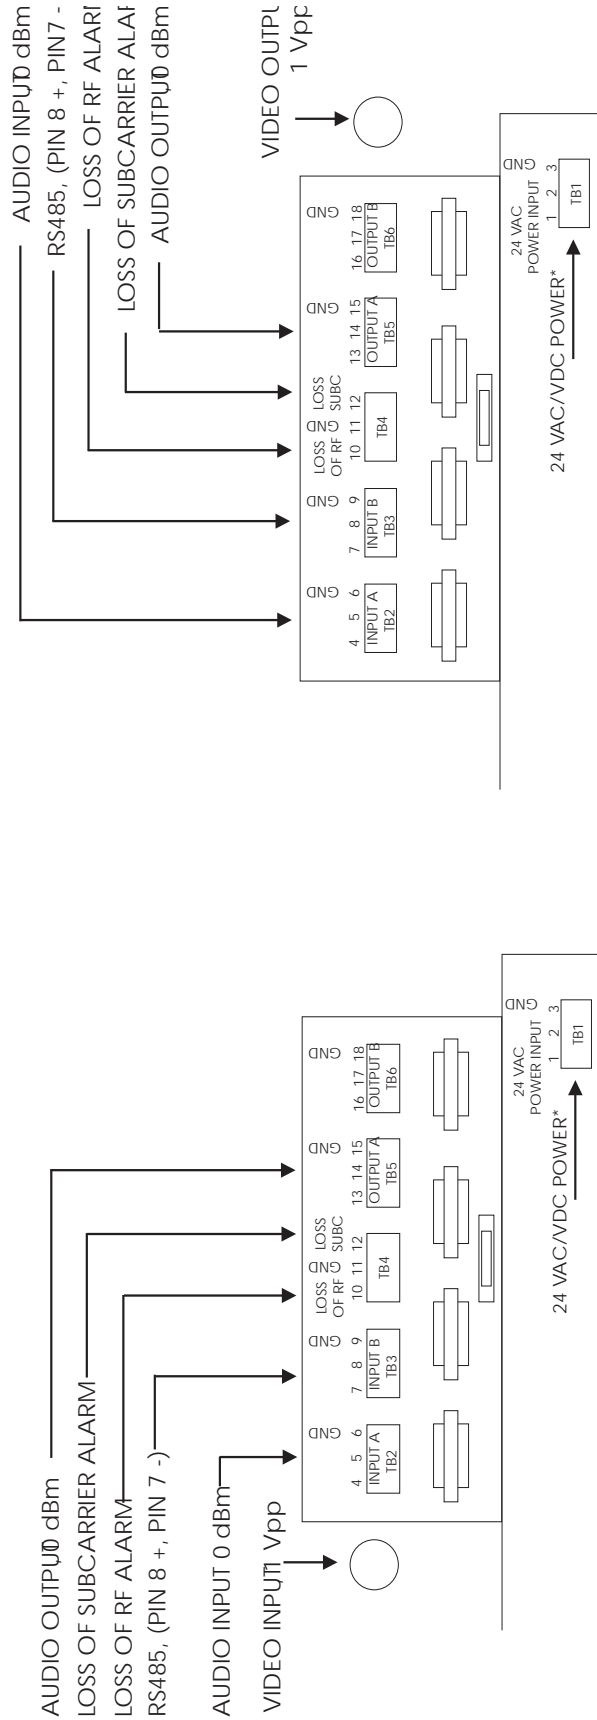 AUDIO OUTPUT 0 dBm
LOSS OF SUBCARRIER ALARM
LOSS OF RF ALARM
RS485, (PIN 8 +, PIN 7 -)
AUDIO INPUT 0 dBm
VIDEO INPUT 1 Vpp
GND
GND
LOSS OF RF
GND
LOSS SUBC
GND
GND
4 5 6
7 8 9
10 11 12
13 14 15
16 17 18
INPUT A
TB2
INPUT B
TB3
TB4
OUTPUT A
TB5
OUTPUT B
TB6
GND
24 VAC
POWER INPUT
1 2 3
TB1
24 VAC/VDC POWER*
AUDIO INPUT 0 dBm
RS485, (PIN 8 +, PIN7 -
LOSS OF RF ALAR
LOSS OF SUBCARRIER ALA
AUDIO OUTPUT 0 dBm
VIDEO OUTPU
1 Vpp
GND
GND
LOSS OF RF
GND
LOSS SUBC
GND
GND
4 5 6
7 8 9
10 11 12
13 14 15
16 17 18
INPUT A
TB2
INPUT B
TB3
TB4
OUTPUT A
TB5
OUTPUT B
TB6
GND
24 VAC
POWER INPUT
1 2 3
TB1
24 VAC/VDC POWER*